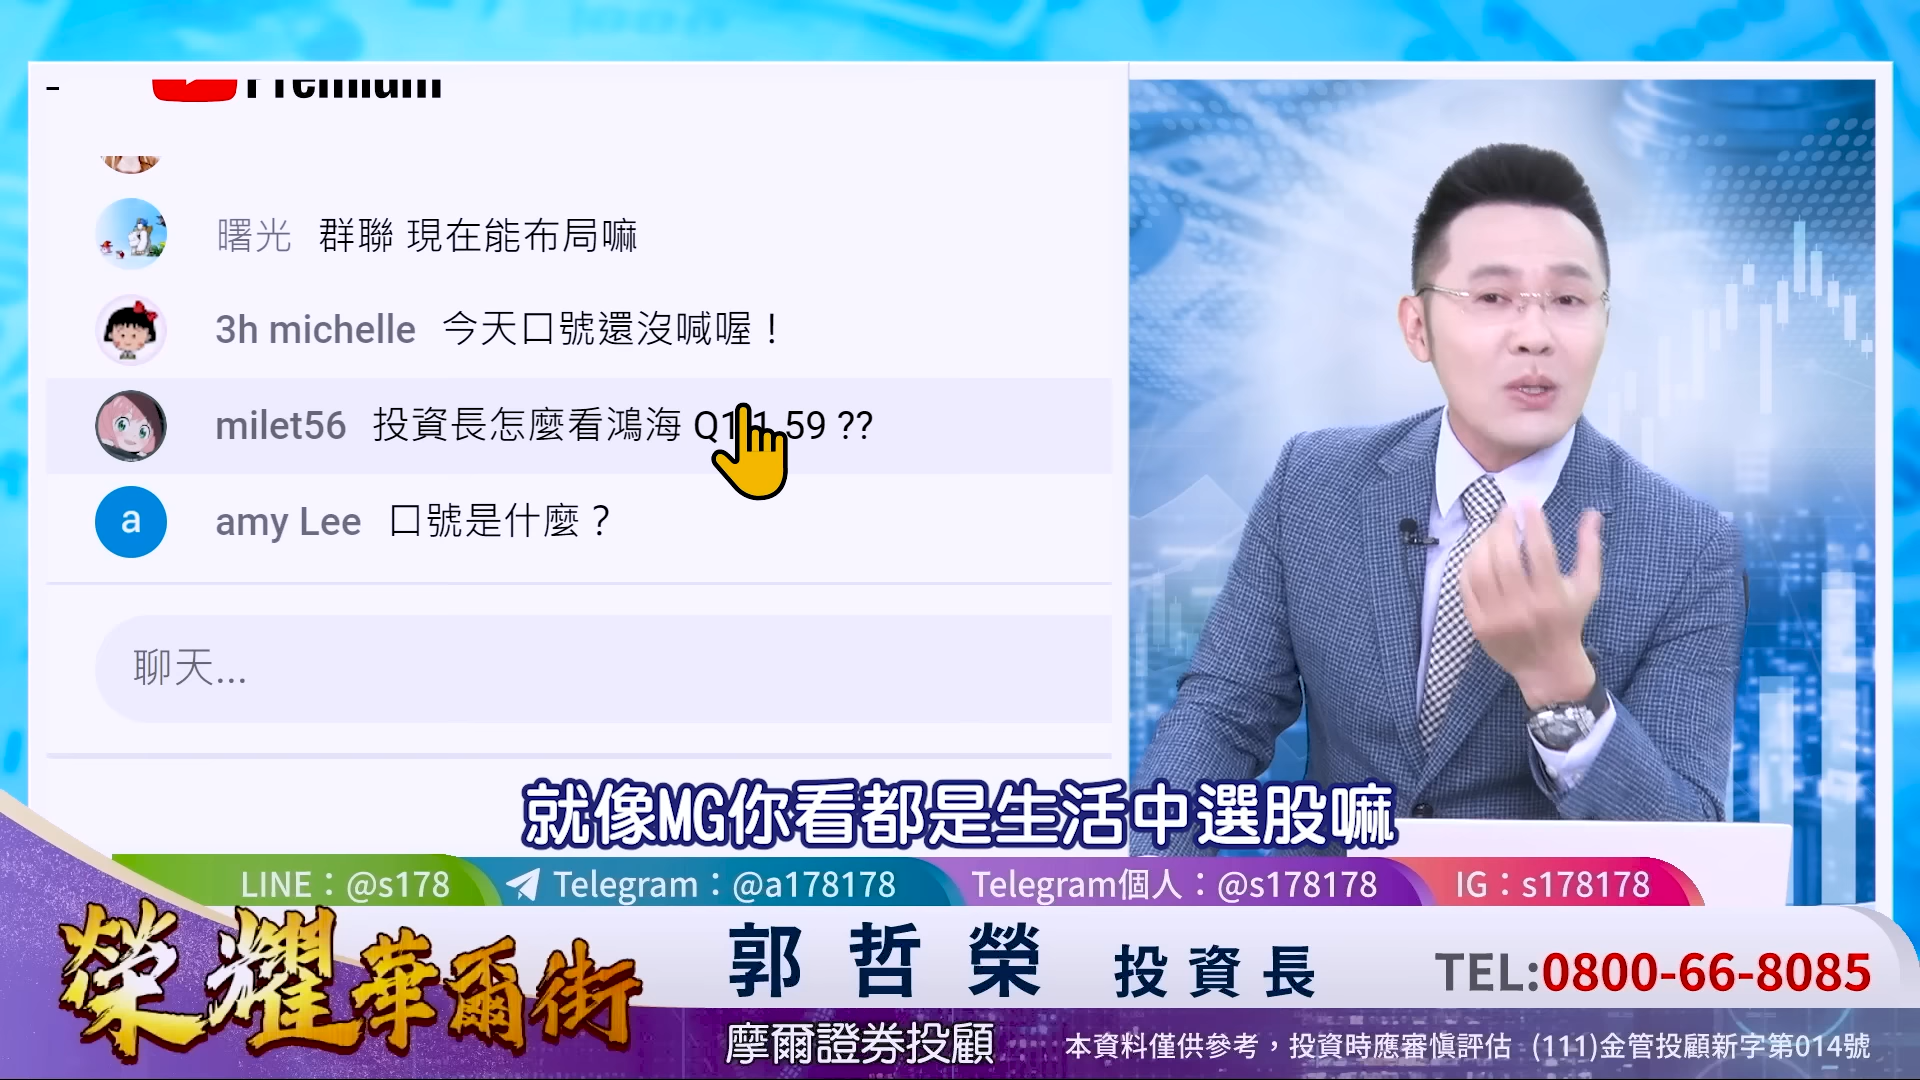 Premium
曙光 群聯 現在能布局嘛
3h michelle 今天口號還沒喊喔！
milet56 投資長怎麼看鴻海 Q1 1.59 ??
a amy Lee 口號是什麼？
聊天...
就像MG你看都是生活中選股嘛
LINE：@s178 Telegram：@a178178 Telegram個人：@s178178 IG：s178178
榮耀華爾街
郭哲榮 投資長 TEL:0800-66-8085
摩爾證券投顧 本資料僅供參考，投資時應審慎評估 (111)金管投顧新字第014號